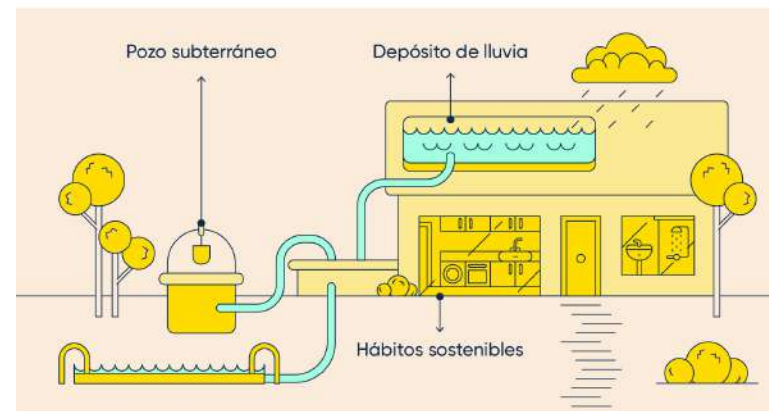 Pozo subterráneo
Depósito de lluvia
Hábitos sostenibles